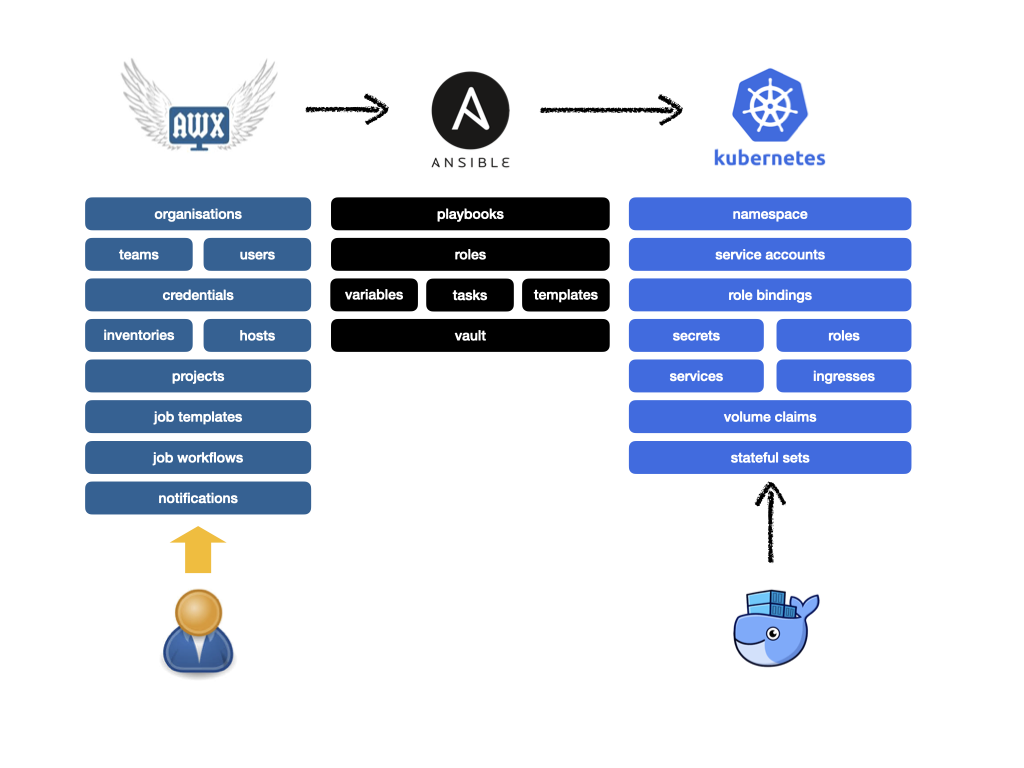 AWX
ANSIBLE
kubernetes
organisations
teams
users
credentials
inventories
hosts
projects
job templates
job workflows
notifications
playbooks
roles
variables
tasks
templates
vault
namespace
service accounts
role bindings
secrets
roles
services
ingresses
volume claims
stateful sets